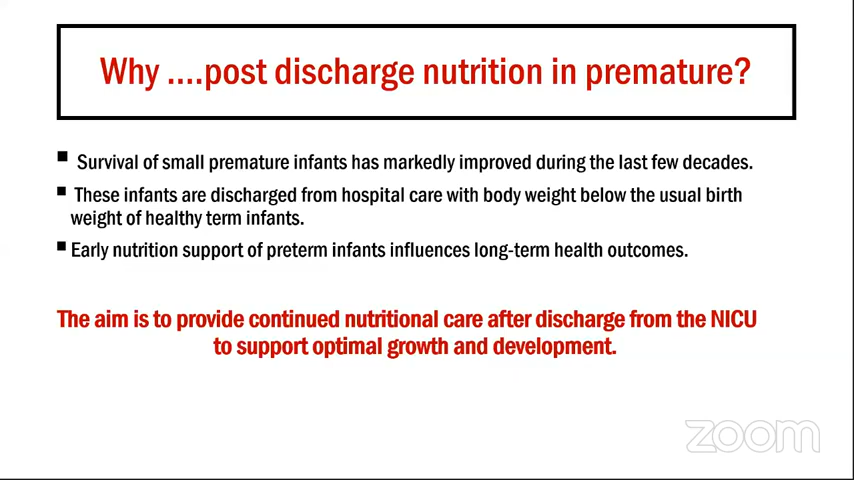 Why ....post discharge nutrition in premature?
▪ Survival of small premature infants has markedly improved during the last few decades.
▪ These infants are discharged from hospital care with body weight below the usual birth
weight of healthy term infants.
▪ Early nutrition support of preterm infants influences long-term health outcomes.
The aim is to provide continued nutritional care after discharge from the NICU
to support optimal growth and development.
zoom